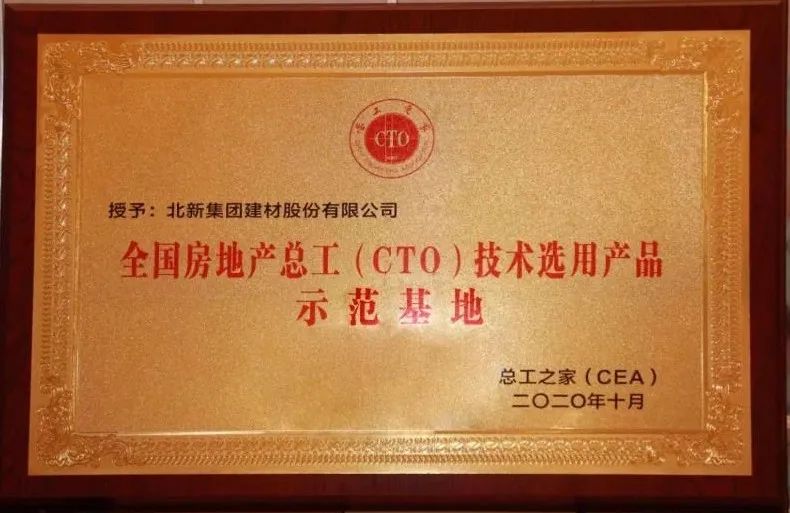 CTO
授予：北新集团建材股份有限公司
全国房地产总工（CTO）技术选用产品
示范基地
总工之家（CEA）
二〇二〇年十月